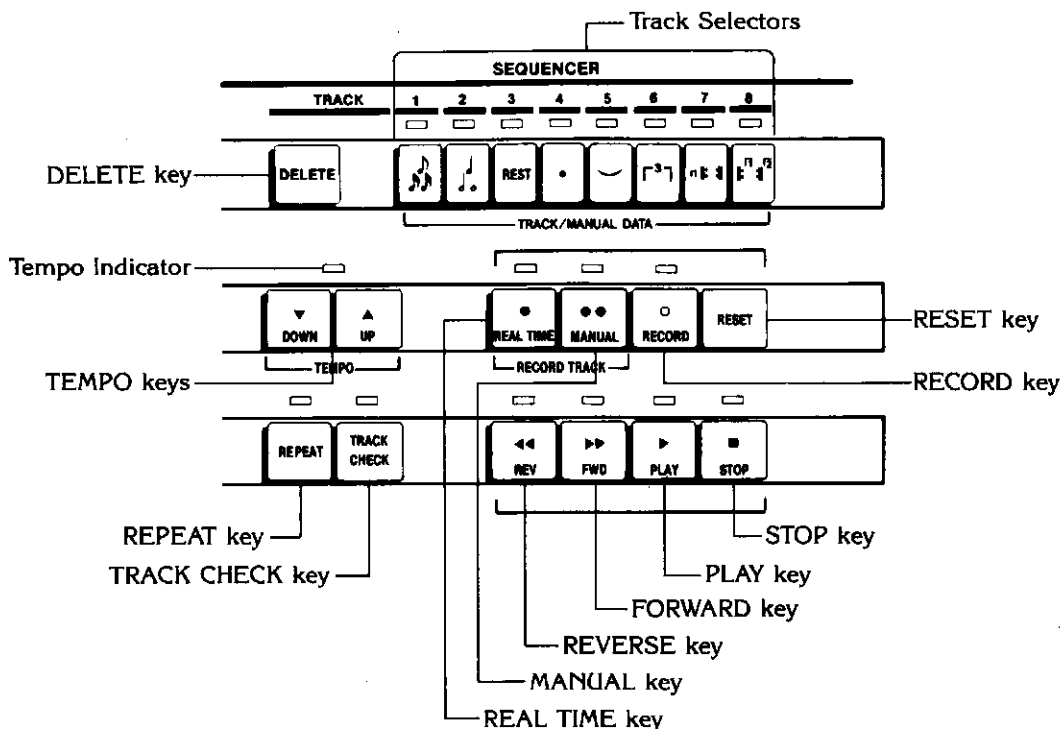 Track Selectors
SEQUENCER
TRACK 1 2 3 4 5 6 7 8
DELETE key
DELETE REST 3
TRACK/MANUAL DATA
Tempo Indicator
DOWN UP REAL TIME MANUAL RECORD RESET
RESET key
TEMPO RECORD TRACK
TEMPO keys RECORD key
REPEAT TRACK CHECK REV FWD PLAY STOP
REPEAT key STOP key
TRACK CHECK key PLAY key
FORWARD key
REVERSE key
MANUAL key
REAL TIME key